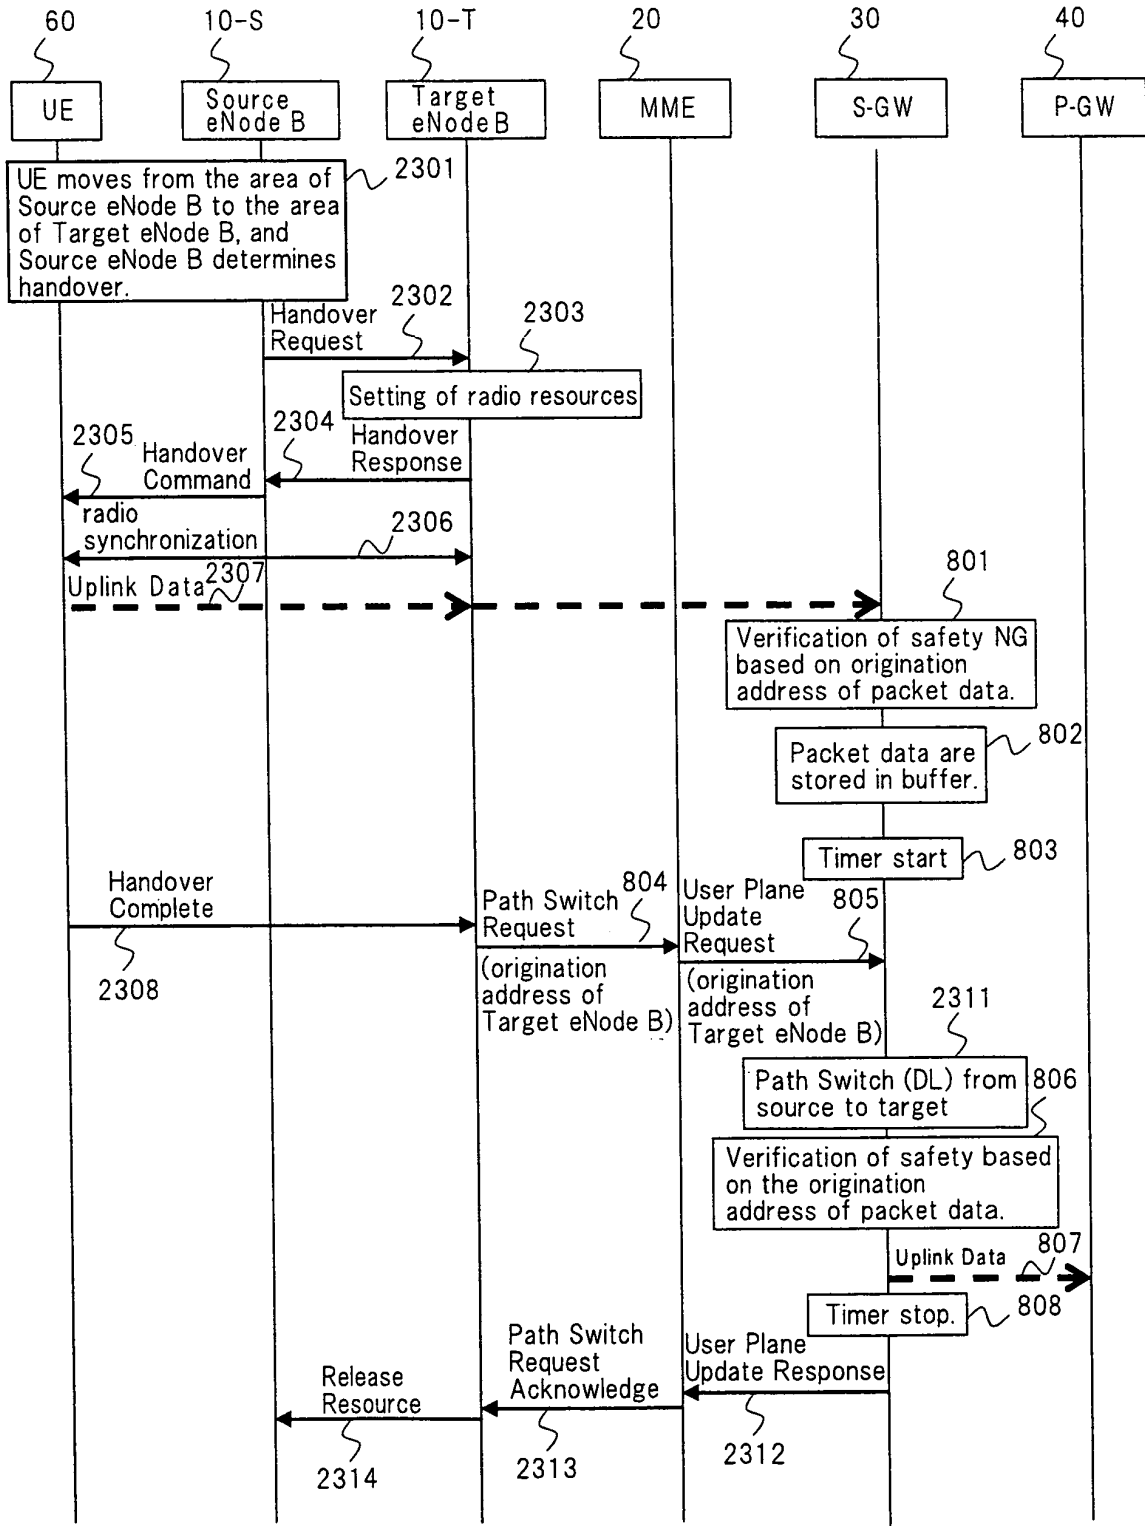 60
10-S
10-T
20
30
40
UE
Source
eNode B
Target
eNode B
MME
S-GW
P-GW
2301
UE moves from the area of
Source eNode B to the area
of Target eNode B, and
Source eNode B determines
handover.
2302
Handover
Request
2303
Setting of radio resources
2304
Handover
Response
2305
Handover
Command
radio
synchronization
2306
Uplink Data
2307
801
Verification of safety NG
based on origination
address of packet data.
802
Packet data are
stored in buffer.
Timer start
803
Handover
Complete
2308
Path Switch
Request
804
(origination
address of
Target eNode B)
User Plane
Update
Request
805
(origination
address of
Target eNode B)
2311
Path Switch (DL) from
source to target
806
Verification of safety based
on the origination
address of packet data.
Uplink Data
807
Timer stop.
808
User Plane
Update Response
2312
Path Switch
Request
Acknowledge
2313
Release
Resource
2314